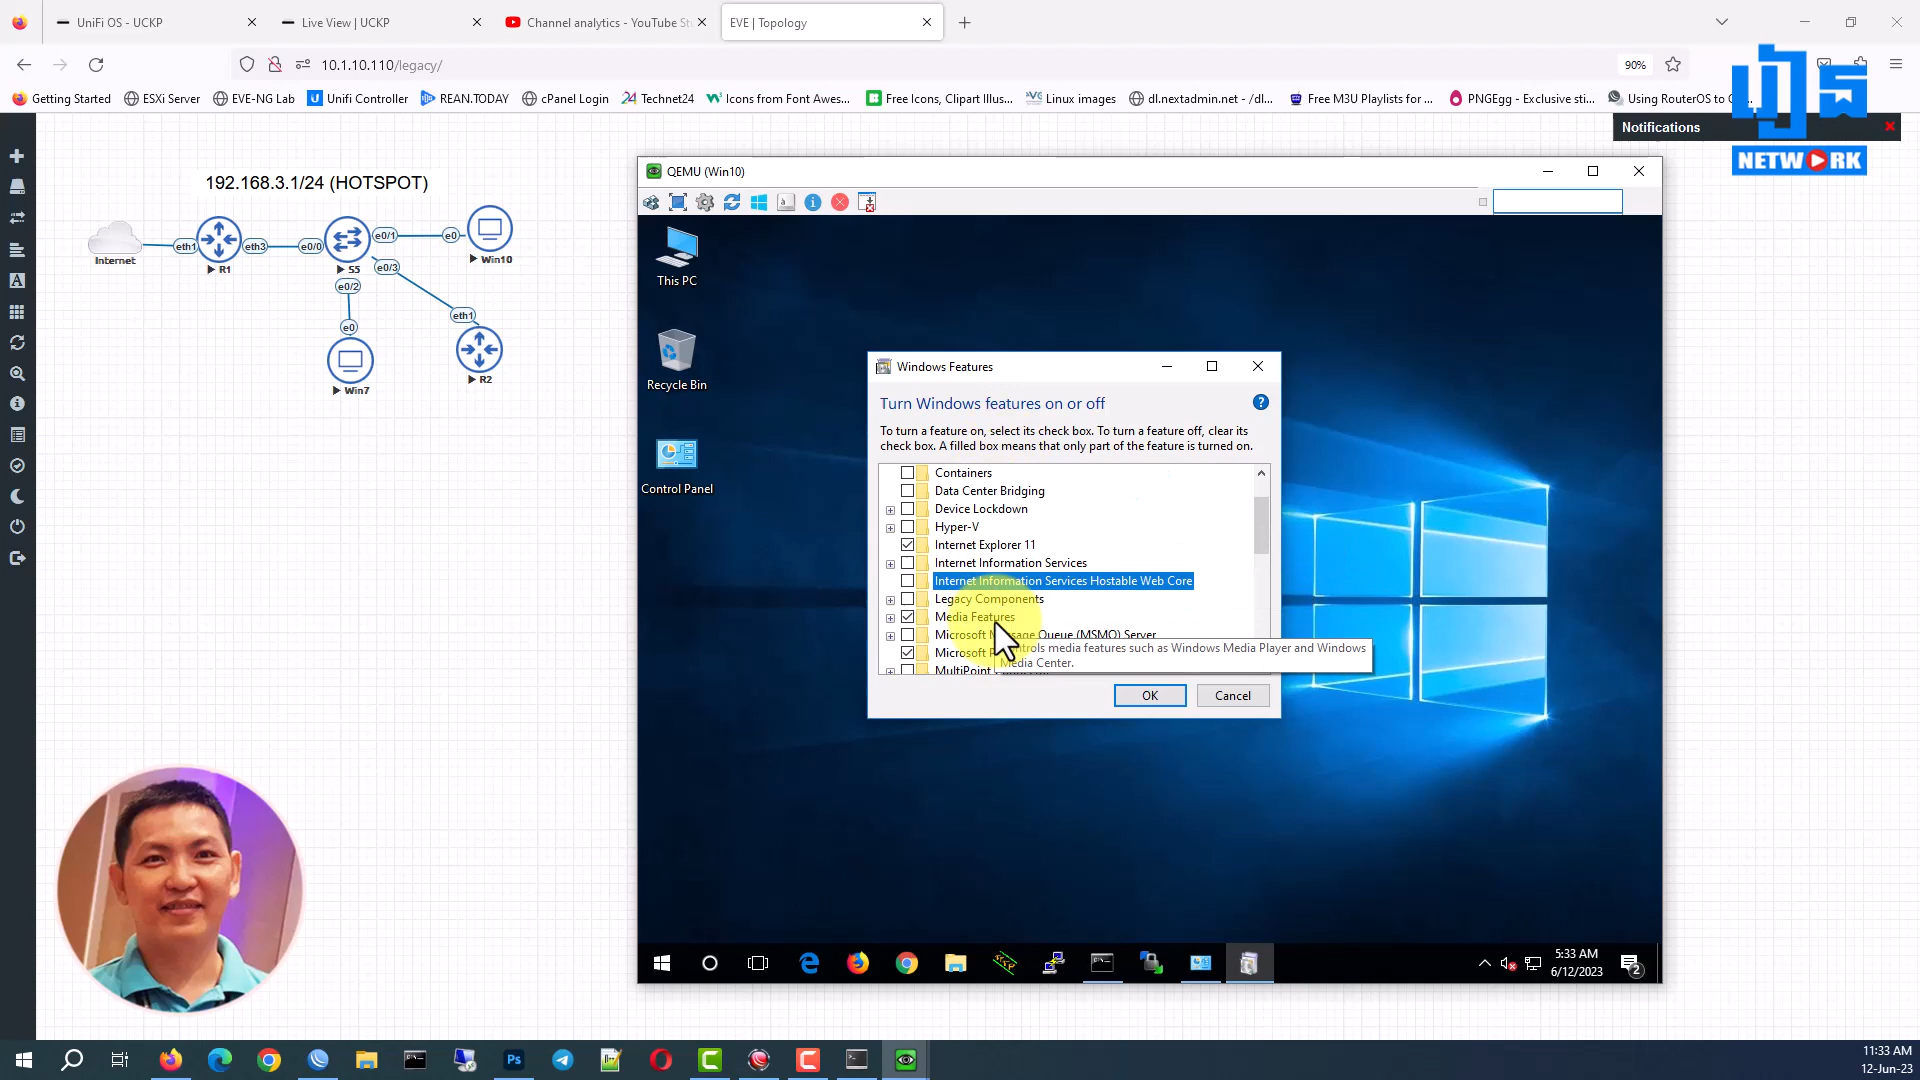 UniFi OS - UCKP
Live View | UCKP
Channel analytics - YouTube St
EVE | Topology
10.1.10.110/legacy/
90%
Getting Started
ESXi Server
EVE-NG Lab
Unifi Controller
REAN.TODAY
cPanel Login
Technet24
Icons from Font Awes...
Free Icons, Clipart Illus...
Linux images
dl.nextadmin.net - /dl...
Free M3U Playlists for ...
PNGEgg - Exclusive sti...
Using RouterOS to
Notifications
NETWORK
192.168.3.1/24 (HOTSPOT)
Internet
eth1
R1
eth3
e0/0
S5
e0/1
e0
Win10
e0/3
e0/2
eth1
e0
R2
Win7
QEMU (Win10)
This PC
Recycle Bin
Control Panel
Windows Features
Turn Windows features on or off
To turn a feature on, select its check box. To turn a feature off, clear its
check box. A filled box means that only part of the feature is turned on.
Containers
Data Center Bridging
Device Lockdown
Hyper-V
Internet Explorer 11
Internet Information Services
Internet Information Services Hostable Web Core
Legacy Components
Media Features
Microsoft Message Queue (MSMQ) Server
Microsoft
MultiPoint
Controls media features such as Windows Media Player and Windows
Media Center.
OK
Cancel
5:33 AM
6/12/2023
2
11:33 AM
12-Jun-23